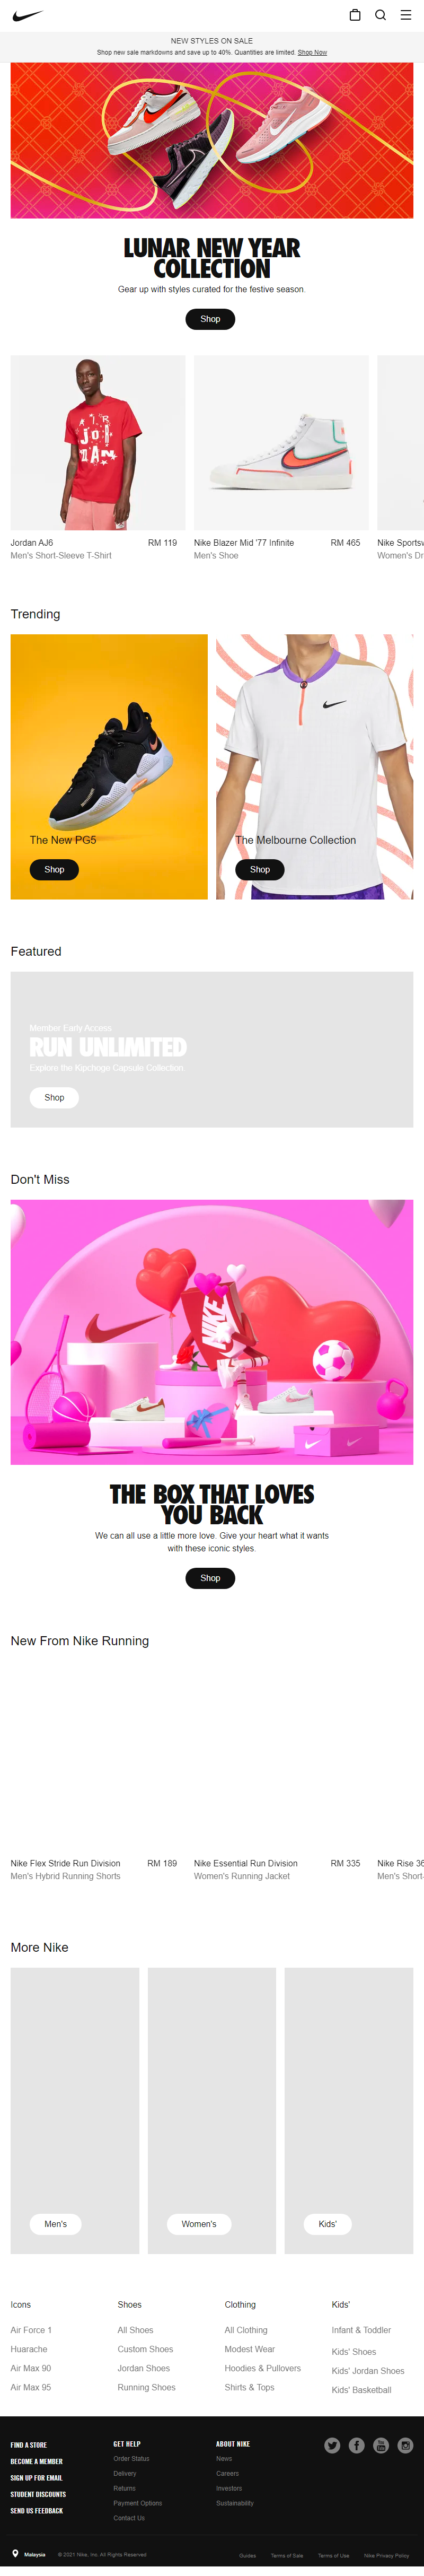 NEW STYLES ON SALE
Shop new sale markdowns and save up to 40%. Quantities are limited. Shop Now
LUNAR NEW YEAR
COLLECTION
Gear up with styles curated for the festive season.
Shop
Jordan AJ6
RM 119
Men's Short-Sleeve T-Shirt
Nike Blazer Mid '77 Infinite
RM 465
Men's Shoe
Nike Sportsw
Women's Dr
Trending
The New PG5
Shop
The Melbourne Collection
Shop
Featured
Member Early Access
RUN UNLIMITED
Explore the Kipchoge Capsule Collection
Shop
Don't Miss
NIKE
THE BOX THAT LOVES
YOU BACK
We can all use a little more love. Give your heart what it wants
with these iconic styles.
Shop
New From Nike Running
Nike Flex Stride Run Division
RM 189
Men's Hybrid Running Shorts
Nike Essential Run Division
RM 335
Women's Running Jacket
Nike Rise 36
Men's Short-
More Nike
Men's
Women's
Kids'
Icons
Air Force 1
Huarache
Air Max 90
Air Max 95
Shoes
All Shoes
Custom Shoes
Jordan Shoes
Running Shoes
Clothing
All Clothing
Modest Wear
Hoodies & Pullovers
Shirts & Tops
Kids'
Infant & Toddler
Kids' Shoes
Kids' Jordan Shoes
Kids' Basketball
FIND A STORE
BECOME A MEMBER
SIGN UP FOR EMAIL
STUDENT DISCOUNTS
SEND US FEEDBACK
GET HELP
Order Status
Delivery
Returns
Payment Options
Contact Us
ABOUT NIKE
News
Careers
Investors
Sustainability
You
Tube
Malaysia
© 2021 Nike, Inc. All Rights Reserved
Guides
Terms of Sale
Terms of Use
Nike Privacy Policy